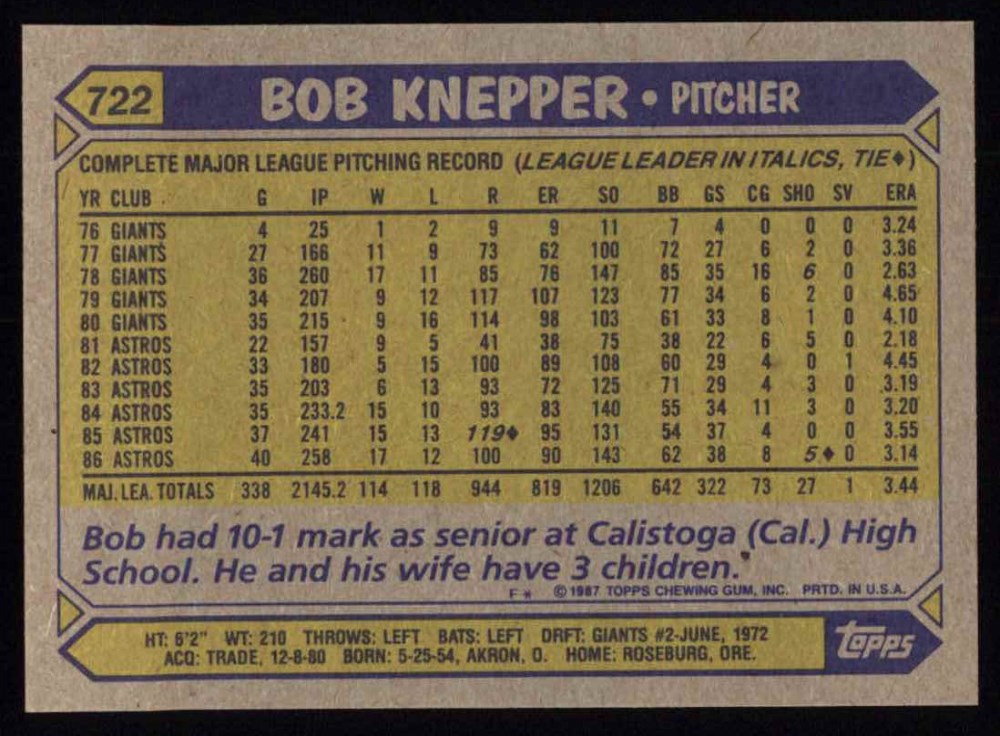 722 BOB KNEPPER • PITCHER
COMPLETE MAJOR LEAGUE PITCHING RECORD (LEAGUE LEADER IN ITALICS, TIE♦)
YR CLUB G IP W L R ER SO BB GS CG SHO SV ERA
76 GIANTS 4 25 1 2 9 9 11 7 4 0 0 0 3.24
77 GIANTS 27 166 11 9 73 62 100 72 27 6 2 0 3.36
78 GIANTS 36 260 17 11 85 76 147 85 35 16 6 0 2.63
79 GIANTS 34 207 9 12 117 107 123 77 34 6 2 0 4.65
80 GIANTS 35 215 9 16 114 98 103 61 33 8 1 0 4.10
81 ASTROS 22 157 9 5 41 38 75 38 22 6 5 0 2.18
82 ASTROS 33 180 5 15 100 89 108 60 29 4 0 1 4.45
83 ASTROS 35 203 6 13 93 72 125 71 29 4 3 0 3.19
84 ASTROS 35 233.2 15 10 93 83 140 55 34 11 3 0 3.20
85 ASTROS 37 241 15 13 119♦ 95 131 54 37 4 0 0 3.55
86 ASTROS 40 258 17 12 100 90 143 62 38 8 5♦ 0 3.14
MAJ. LEA. TOTALS 338 2145.2 114 118 944 819 1206 642 322 73 27 1 3.44
Bob had 10-1 mark as senior at Calistoga (Cal.) High
School. He and his wife have 3 children.
F* © 1987 TOPPS CHEWING GUM, INC. PRTD. IN U.S.A.
HT: 6'2" WT: 210 THROWS: LEFT BATS: LEFT DRFT: GIANTS #2-JUNE, 1972
ACQ: TRADE, 12-8-80 BORN: 5-25-54, AKRON, O. HOME: ROSEBURG, ORE.
topps